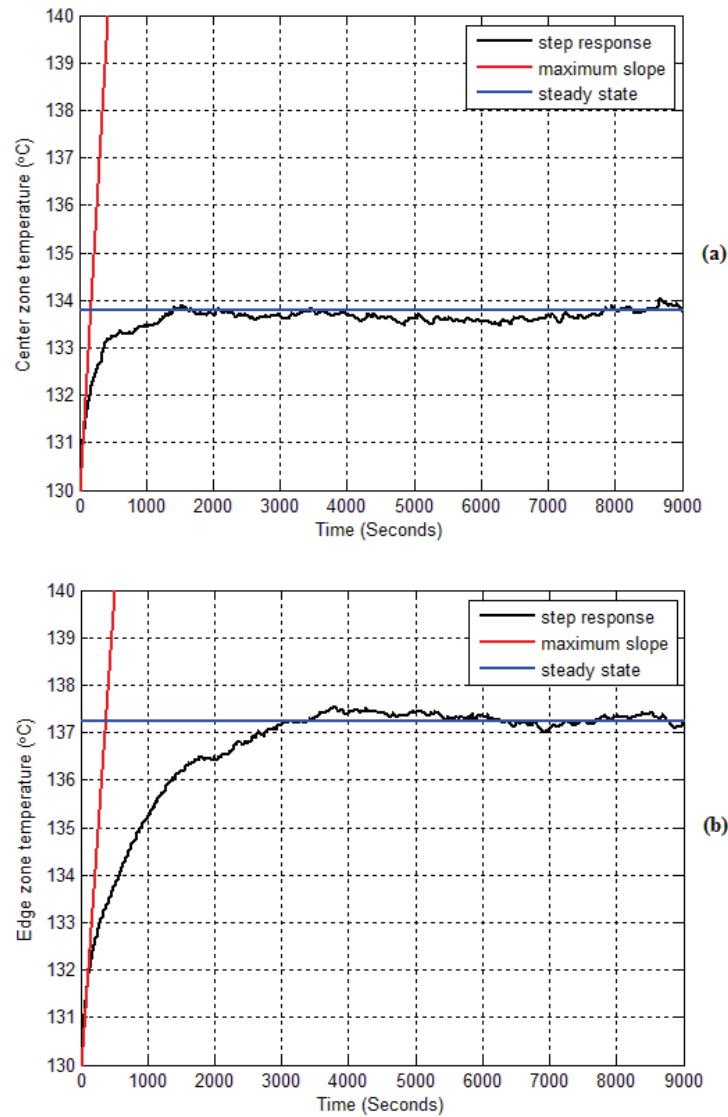 140
139
138
137
136
135
134
133
132
131
130
Center zone temperature (ºC)
step response
maximum slope
steady state
(a)
0 1000 2000 3000 4000 5000 6000 7000 8000 9000
Time (Seconds)
140
139
138
137
136
135
134
133
132
131
130
Edge zone temperature (ºC)
step response
maximum slope
steady state
(b)
0 1000 2000 3000 4000 5000 6000 7000 8000 9000
Time (Seconds)